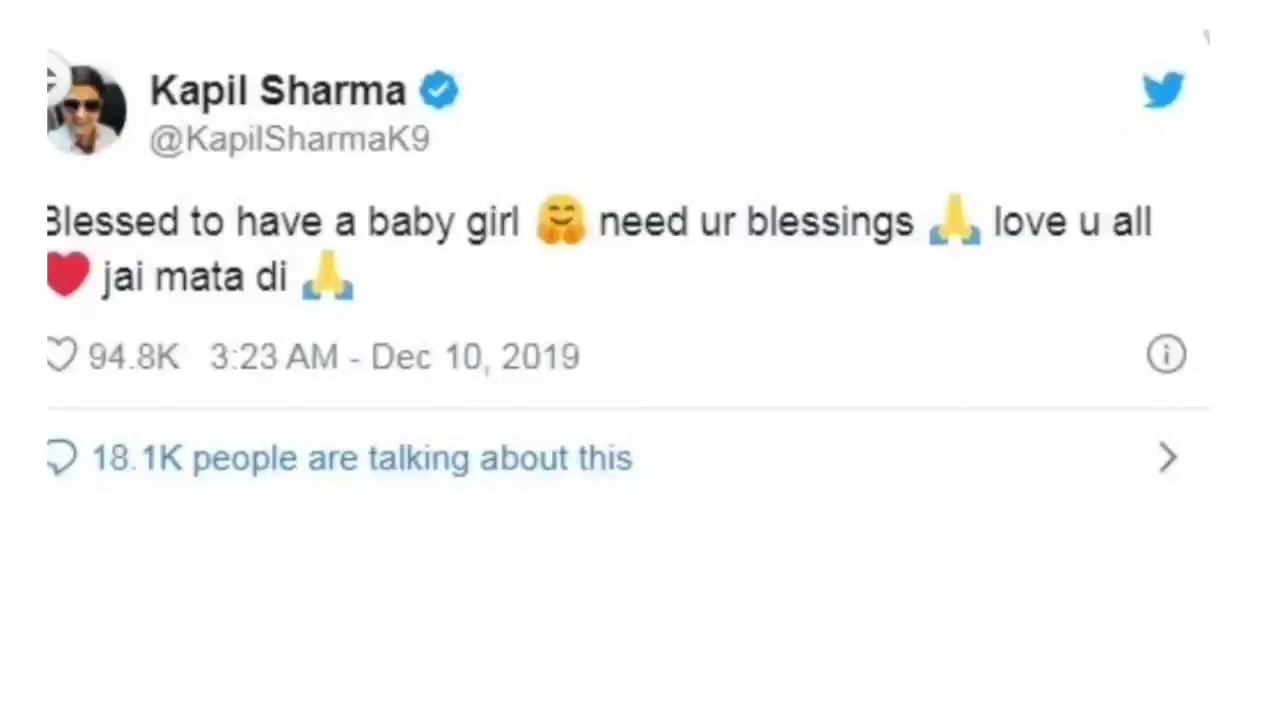 Kapil Sharma
@KapilSharmaK9
Blessed to have a baby girl 🤗 need ur blessings 🙏 love u all
❤️ jai mata di 🙏
94.8K 3:23 AM - Dec 10, 2019
18.1K people are talking about this